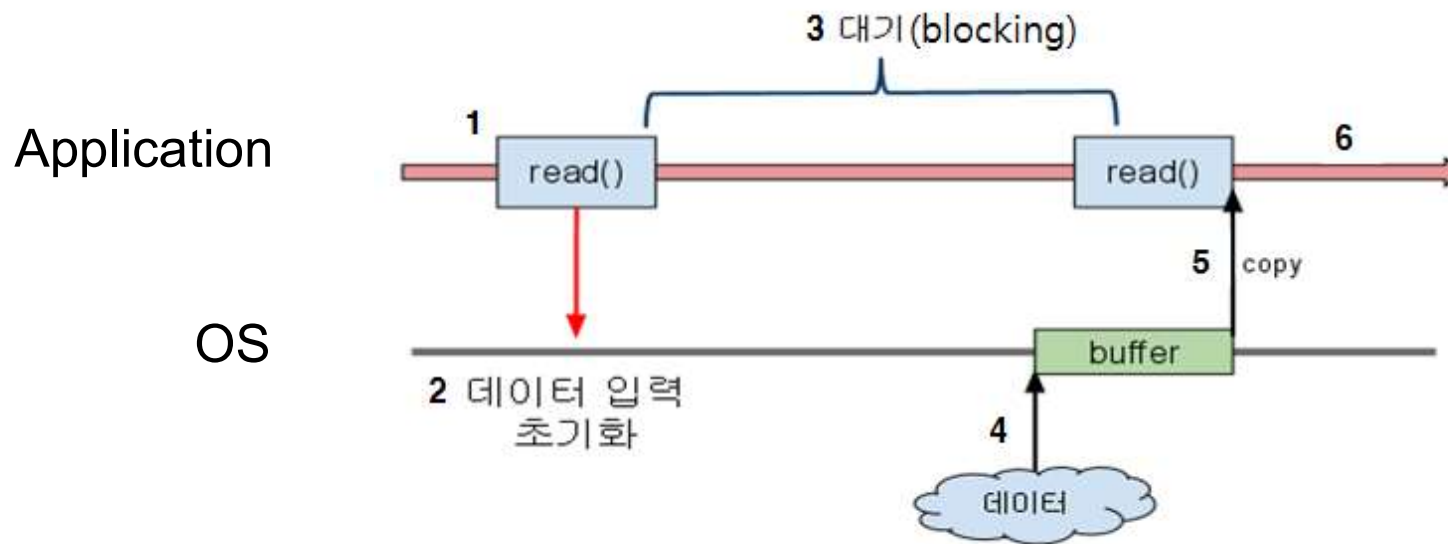 3 대기(blocking)
Application
1
read()
read()
6
5 copy
OS
buffer
2 데이터 입력
초기화
4
데이터